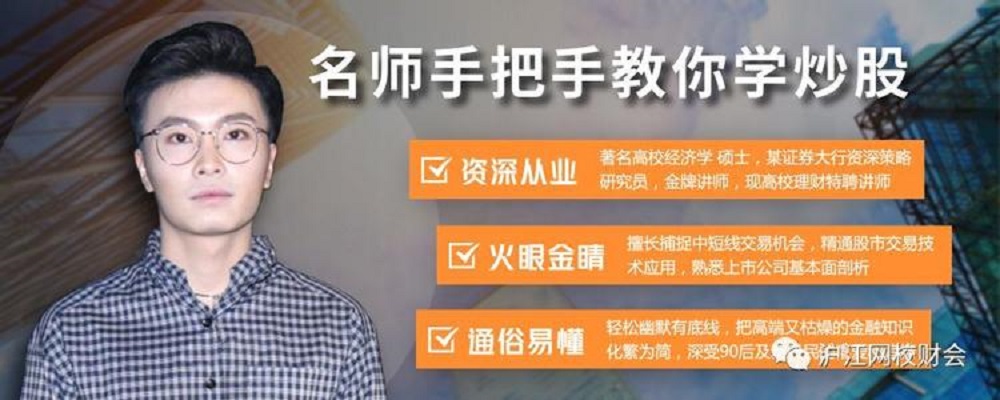 名师手把手教你学炒股
资深从业
著名高校经济学 硕士，某证券大行资深策略
研究员，金牌讲师，现高校理财特聘讲师
火眼金睛
擅长捕捉中短线交易机会，精通股市交易技
术应用，熟悉上市公司基本面剖析
通俗易懂
轻松幽默有底线，把高端又枯燥的金融知识
化繁为简，深受90后及
沪江网校财会